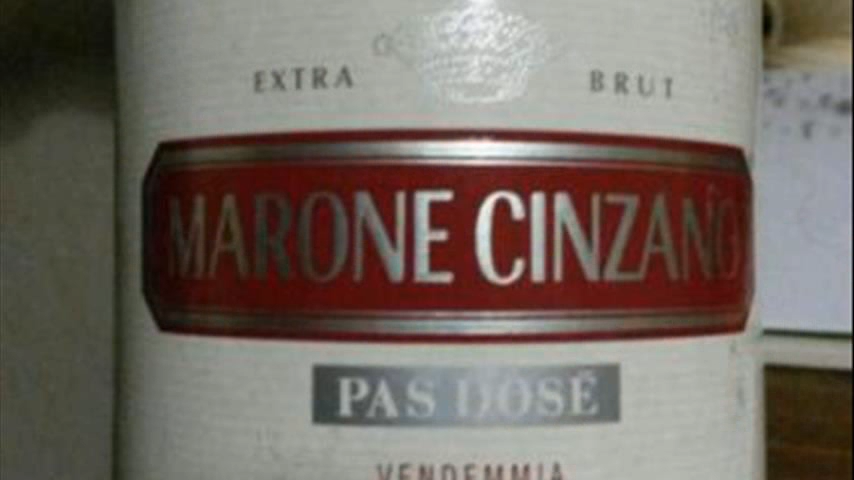 EXTRA BRUT
MARONE CINZANO
PAS DOSÉ
VENDEMMIA